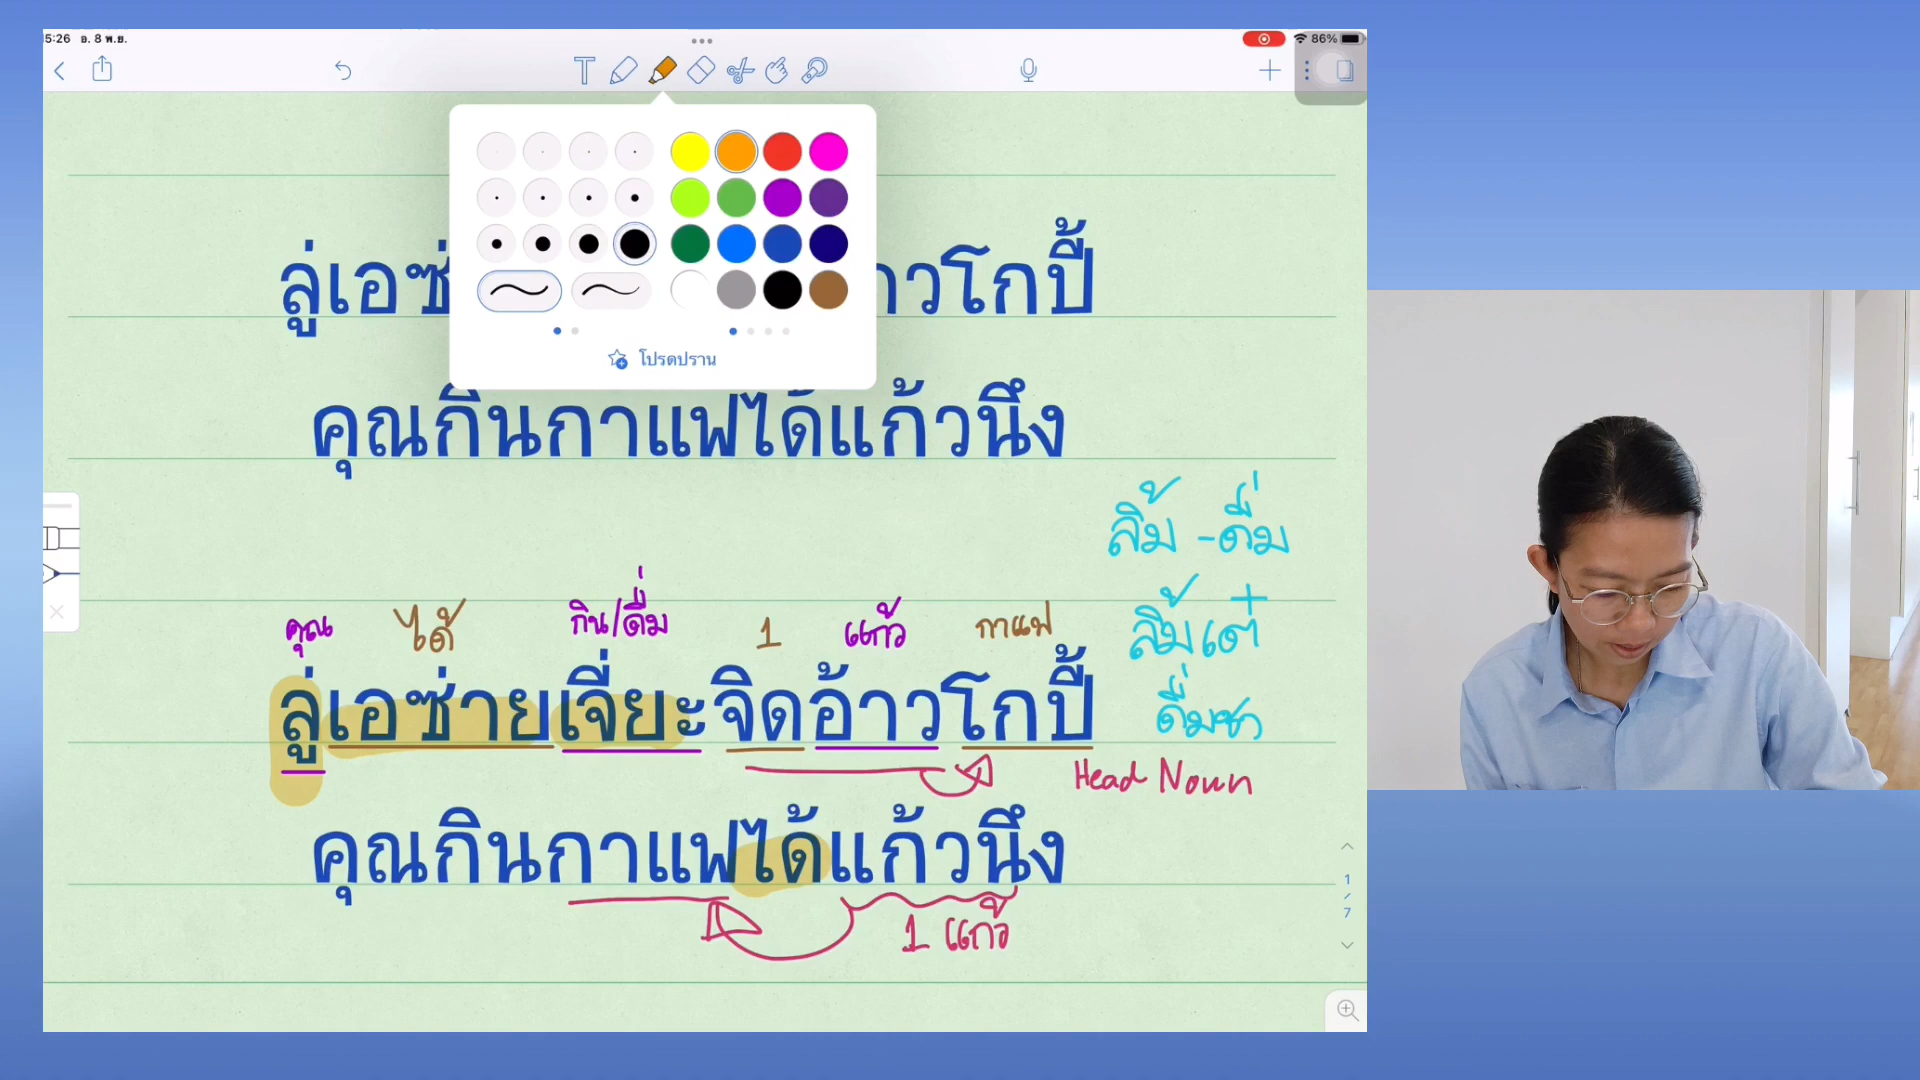 5:26 อ. 8 พ.ย.
86%
โปรดปราน
ลู่เอซ่
าวโกปี้
คุณกินกาแฟได้แก้วนึง
ลิ้ม - ดื่ม
ลิ้มเต๋
ดื่มชา
คุณ ได้ กิน/ดื่ม 1 แก้ว กาแฟ
ลู่เอซ่ายเจี่ยะจิดอ้าวโกปี้
Head Noun
คุณกินกาแฟได้แก้วนึง
1 แก้ว
1/7